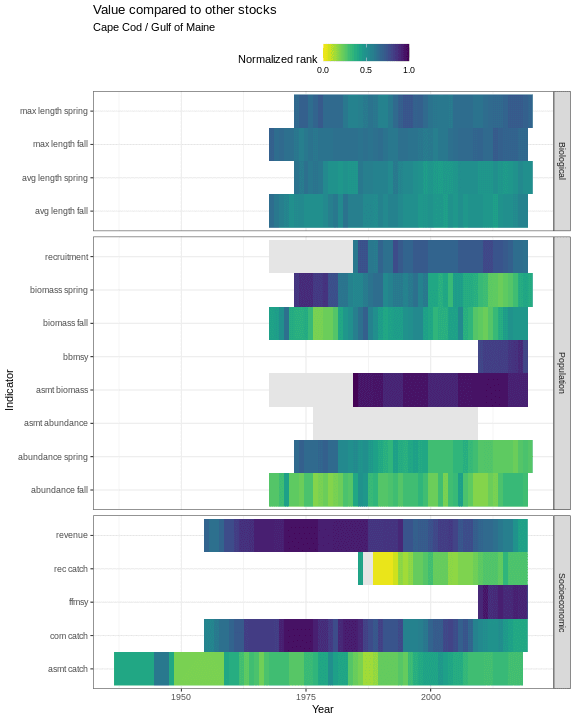 Value compared to other stocks
Cape Cod / Gulf of Maine
Normalized rank
0.0 0.5 1.0
max length spring
max length fall
avg length spring
avg length fall
Biological
recruitment
biomass spring
biomass fall
bbmsy
asmt biomass
asmt abundance
abundance spring
abundance fall
Population
revenue
rec catch
ffmsy
com catch
asmt catch
Socioeconomic
Indicator
1950 1975 2000
Year